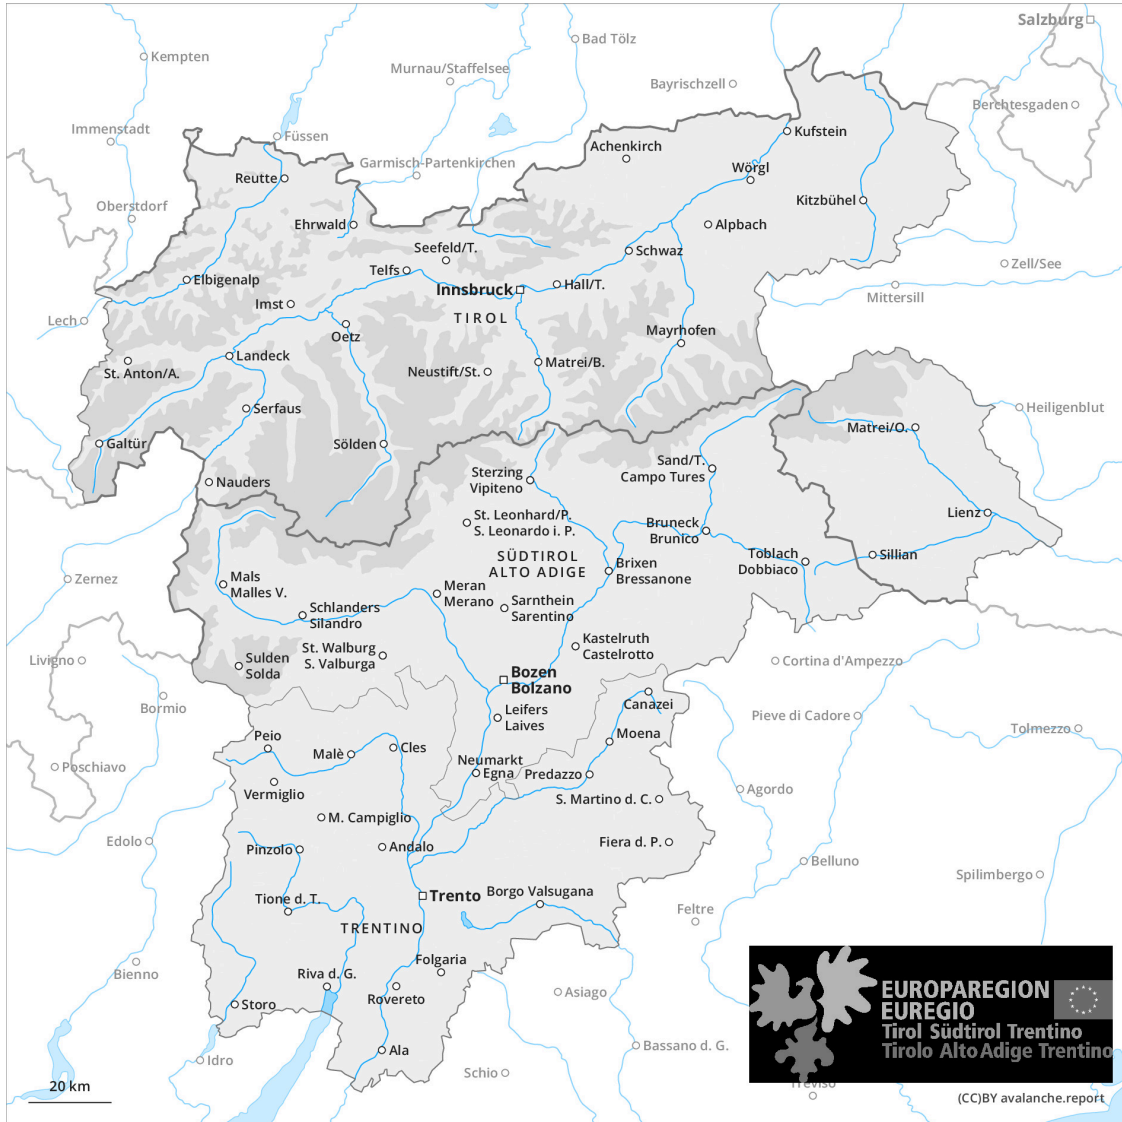 Salzburg
Bad Tölz
Kempten
Murnau/Staffelsee
Bayrischzell
Berchtesgaden
Immenstadt
Füssen
Kufstein
Achenkirch
Garmisch-Partenkirchen
Wörgl
Reutte
Kitzbühel
Oberstdorf
Ehrwald
Alpbach
Seefeld/T.
Schwaz
Zell/See
Telfs
Elbigenalp
Innsbruck
Hall/T.
Mittersill
Imst
TIROL
Lech
Mayrhofen
Oetz
Landeck
Matrei/B.
St. Anton/A.
Neustift/St.
Serfaus
Heiligenblut
Matrei/O.
Galtür
Sölden
Sand/T.
Campo Tures
Sterzing
Vipiteno
Nauders
Lienz
St. Leonhard/P.
S. Leonardo i. P.
Bruneck
Brunico
SÜDTIROL
ALTO ADIGE
Toblach
Dobbiaco
Sillian
Brixen
Bressanone
Zernez
Mals
Malles V.
Meran
Merano
Sarnthein
Sarentino
Schlanders
Silandro
Kastelruth
Castelrotto
St. Walburg
S. Valburga
Livigno
Sulden
Solda
Cortina d'Ampezzo
Bozen
Bolzano
Bormio
Canazei
Leifers
Laives
Pieve di Cadore
Tolmezzo
Peio
Moena
Malè
Cles
Neumarkt
Egna
Poschiavo
Predazzo
Vermiglio
Agordo
S. Martino d. C.
M. Campiglio
Edolo
Pinzolo
Andalo
Fiera d. P.
Belluno
Spilimbergo
Trento
Borgo Valsugana
Tione d. T.
Feltre
TRENTINO
Folgaria
Bienno
Riva d. G.
Rovereto
Asiago
Storo
EUROPAREGION
EUREGIO
Tirol Südtirol Trentino
Tirolo Alto Adige Trentino
Ala
Bassano d. G.
Idro
Schio
Treviso
20 km
(CC)BY avalanche.report